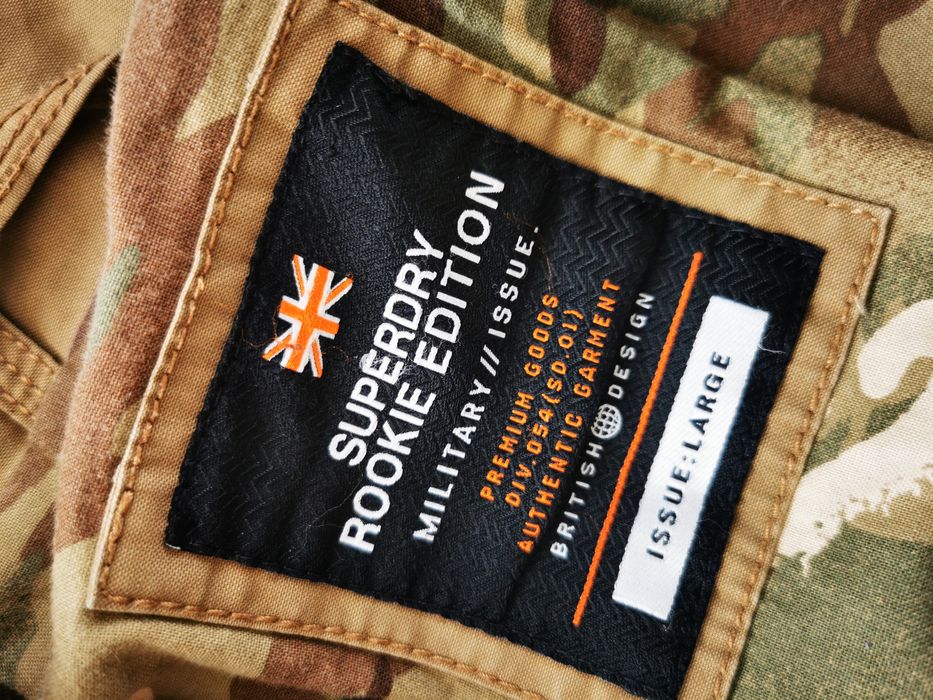 SUPERDRY
ROOKIE EDITION
MILITARY//ISSUE.
PREMIUM GOODS
DIV.054(SD.01)
AUTHENTIC GARMENT
BRITISH DESIGN
ISSUE:LARGE